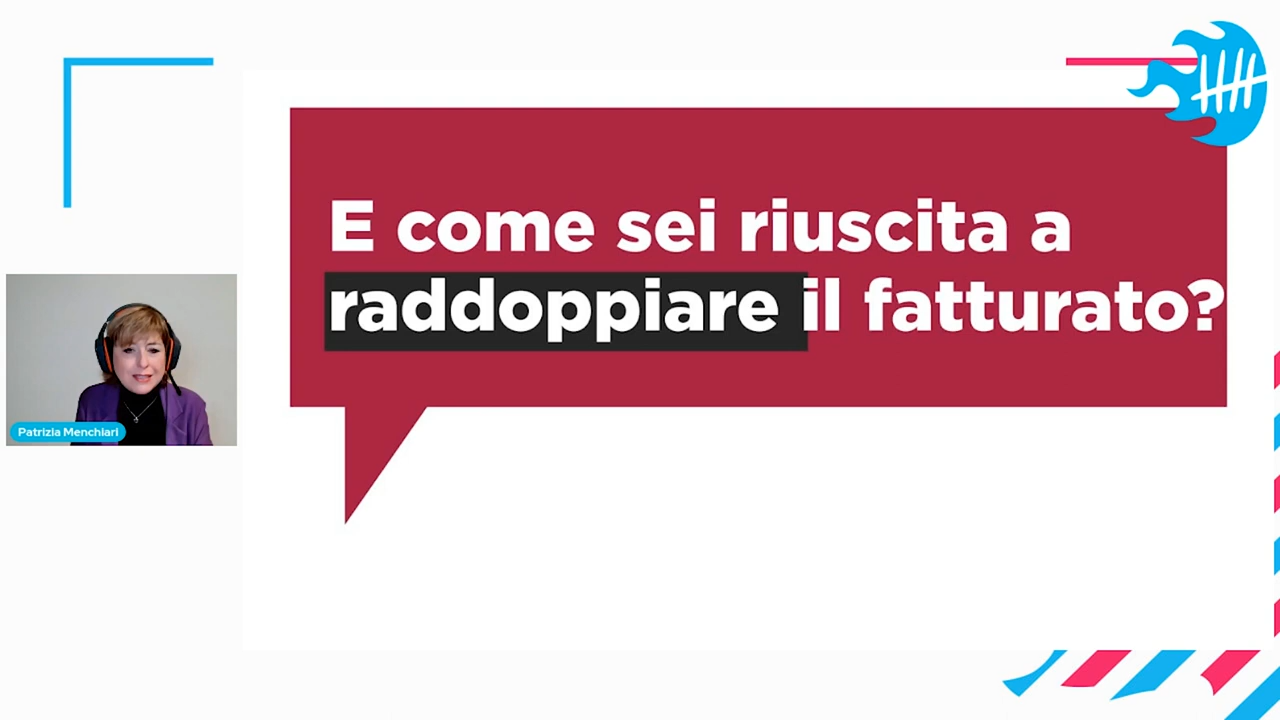 E come sei riuscita a
raddoppiare il fatturato?
Patrizia Menchiari